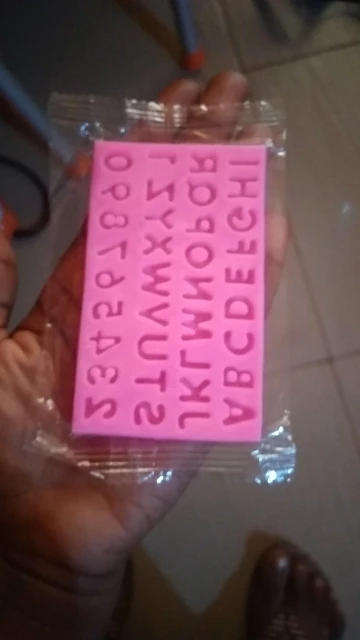 ABCDEFGHI
JKLMNOPQR
STUVWXYZ1
234567890